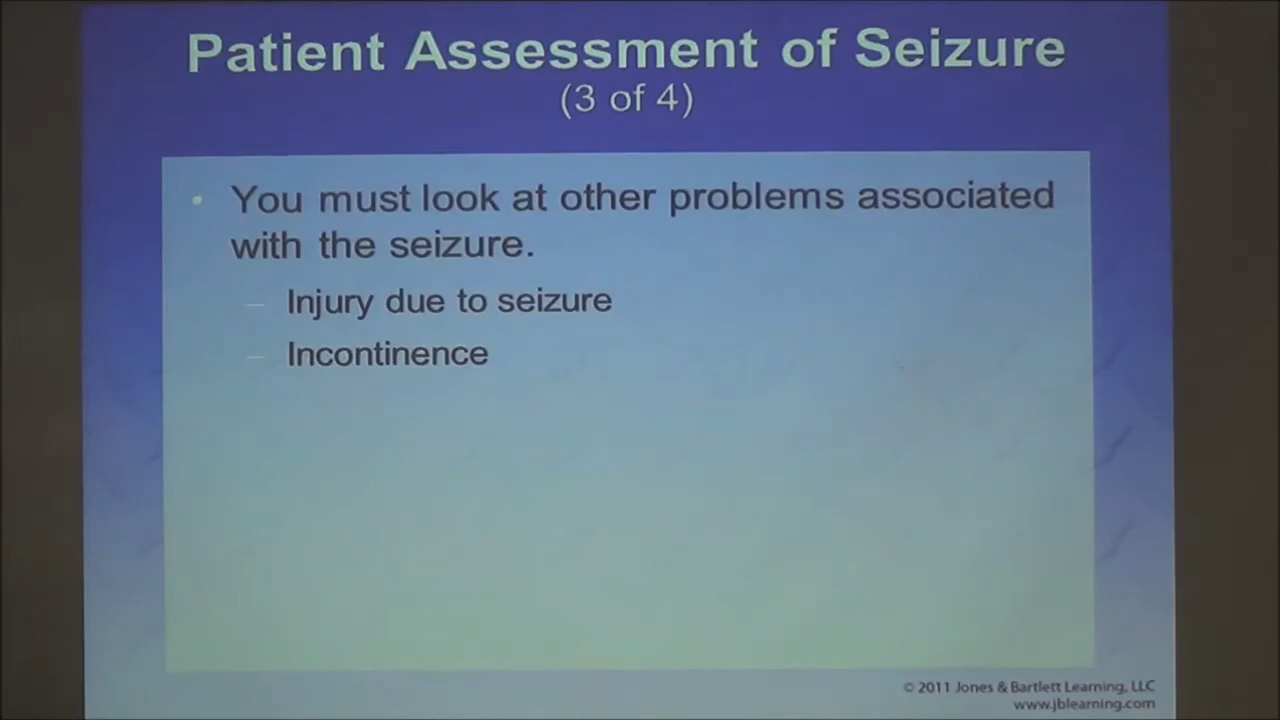 Patient Assessment of Seizure
(3 of 4)
• You must look at other problems associated
with the seizure.
– Injury due to seizure
– Incontinence
© 2011 Jones & Bartlett Learning, LLC
www.jblearning.com